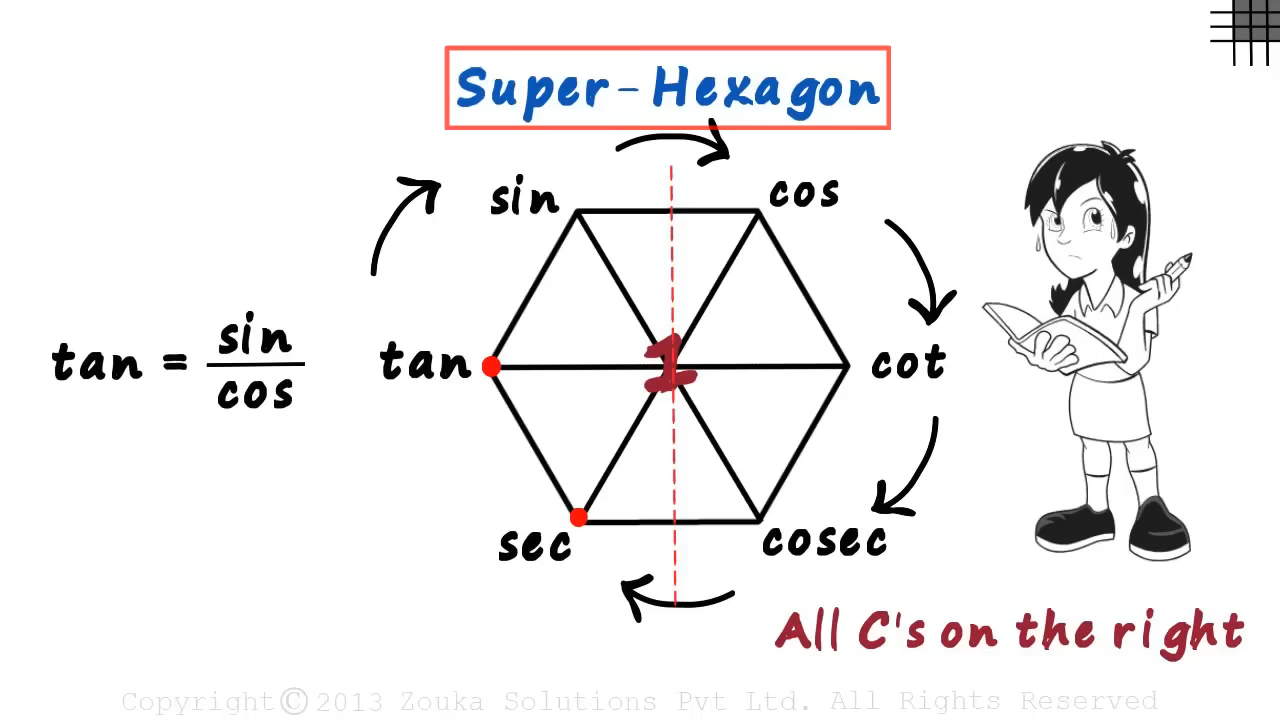 Super-Hexagon
sin
cos
tan = sin
cos
tan
1
cot
sec
cosec
All C's on the right
Copyright© 2013 Zouka Solutions Pvt Ltd. All Rights Reserved